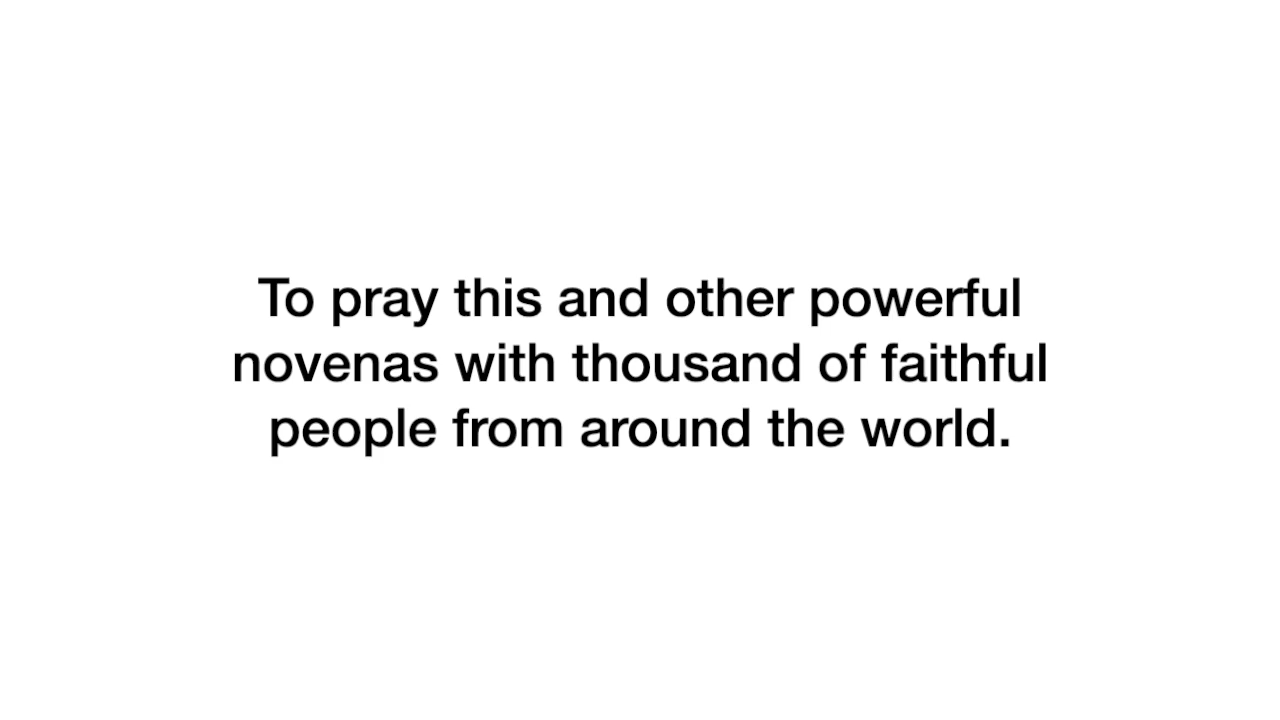 To pray this and other powerful
novenas with thousand of faithful
people from around the world.